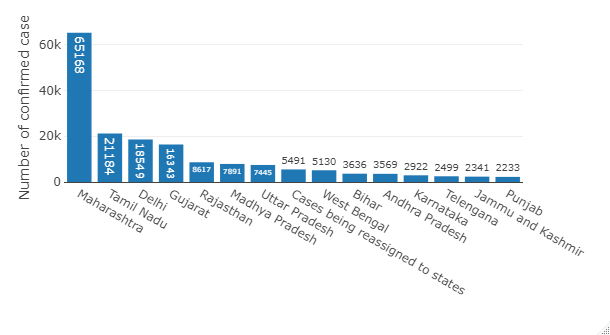 Number of confirmed case
60k
40k
20k
0
65168
21184
18549
16343
8617
7891
7445
5491
5130
3636
3569
2922
2499
2341
2233
Maharashtra
Tamil Nadu
Delhi
Gujarat
Rajasthan
Madhya Pradesh
Uttar Pradesh
Cases being reassigned to states
West Bengal
Bihar
Andhra Pradesh
Karnataka
Telengana
Jammu and Kashmir
Punjab